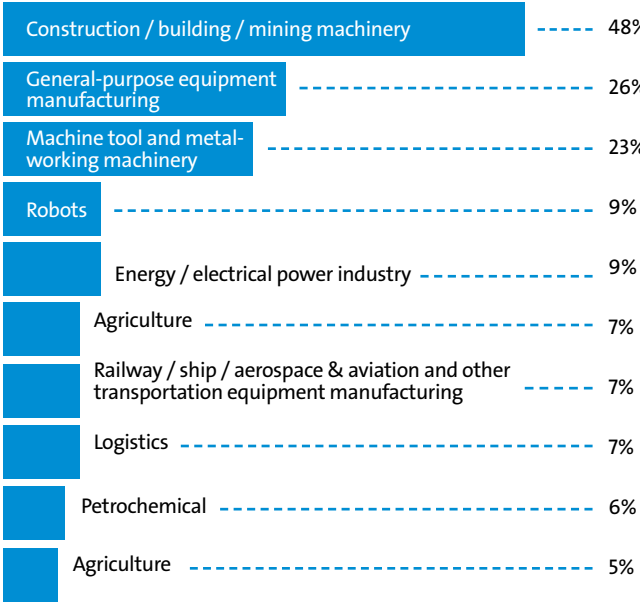 Construction / building / mining machinery 48%
General-purpose equipment
manufacturing 26%
Machine tool and metal-
working machinery 23%
Robots 9%
Energy / electrical power industry 9%
Agriculture 7%
Railway / ship / aerospace & aviation and other
transportation equipment manufacturing 7%
Logistics 7%
Petrochemical 6%
Agriculture 5%